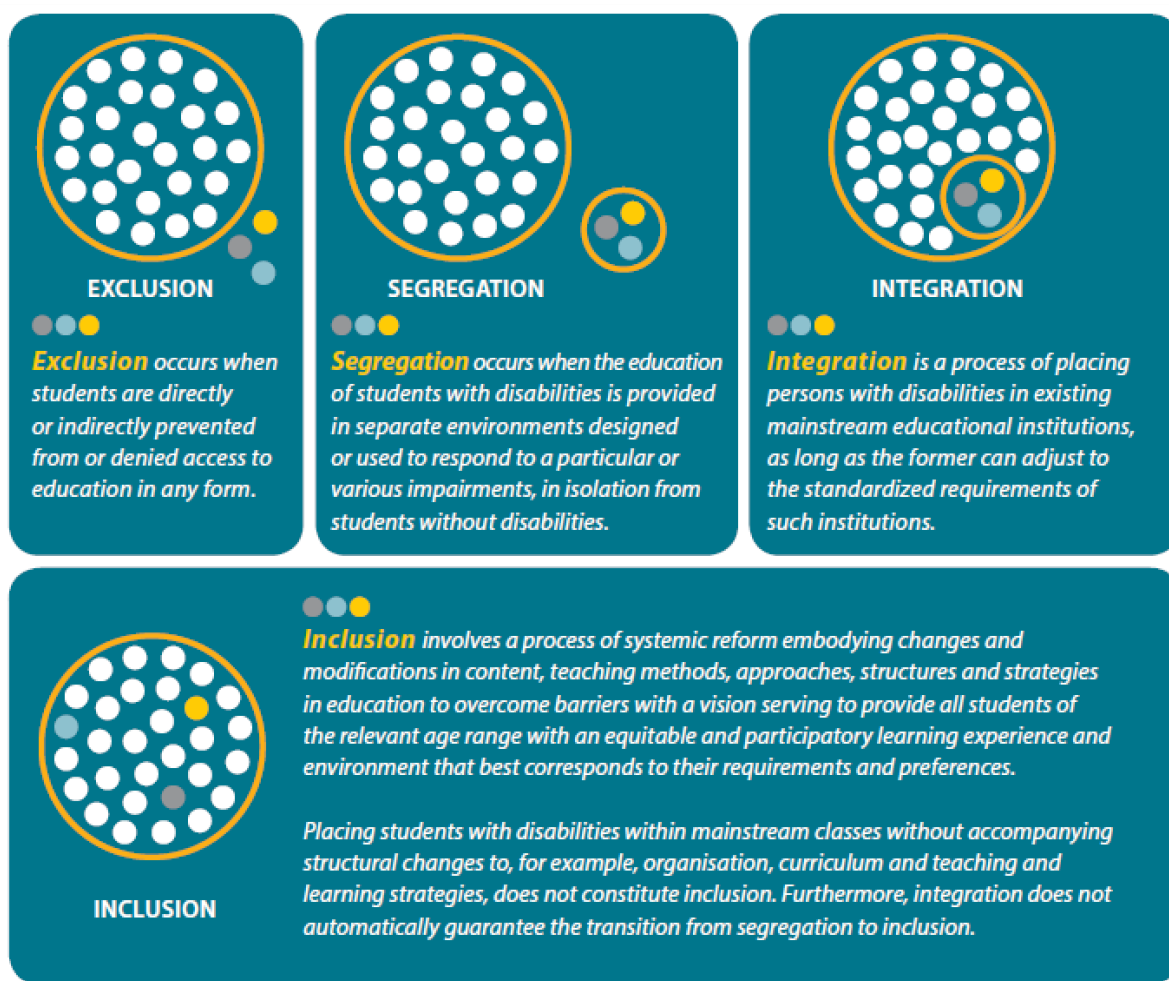 EXCLUSION
Exclusion occurs when
students are directly
or indirectly prevented
from or denied access to
education in any form.
SEGREGATION
Segregation occurs when the education
of students with disabilities is provided
in separate environments designed
or used to respond to a particular or
various impairments, in isolation from
students without disabilities.
INTEGRATION
Integration is a process of placing
persons with disabilities in existing
mainstream educational institutions,
as long as the former can adjust to
the standardized requirements of
such institutions.
INCLUSION
Inclusion involves a process of systemic reform embodying changes and
modifications in content, teaching methods, approaches, structures and strategies
in education to overcome barriers with a vision serving to provide all students of
the relevant age range with an equitable and participatory learning experience and
environment that best corresponds to their requirements and preferences.
Placing students with disabilities within mainstream classes without accompanying
structural changes to, for example, organisation, curriculum and teaching and
learning strategies, does not constitute inclusion. Furthermore, integration does not
automatically guarantee the transition from segregation to inclusion.